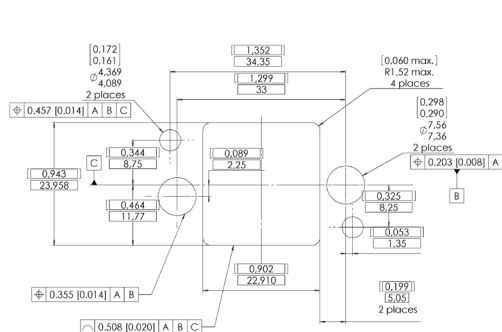 [0,172]
[0,161]
⌀ 4,369
4,089
2 places
⌖ 0.457 [0.014] A B C
[1,352]
34,35
[1,299]
33
[0,060 max.]
R1,52 max.
4 places
[0,298]
[0,290]
⌀ 7,56
7,36
2 places
⌖ 0.203 [0.008] A
B
C
[0,344]
8,75
[0,089]
2,25
[0,943]
23,958
[0,464]
11,77
[0,325]
8,25
[0,053]
1,35
[0,902]
22,910
[0,199]
5,05
2 places
⌖ 0.355 [0.014] A B
⌓ 0.508 [0.020] A B C